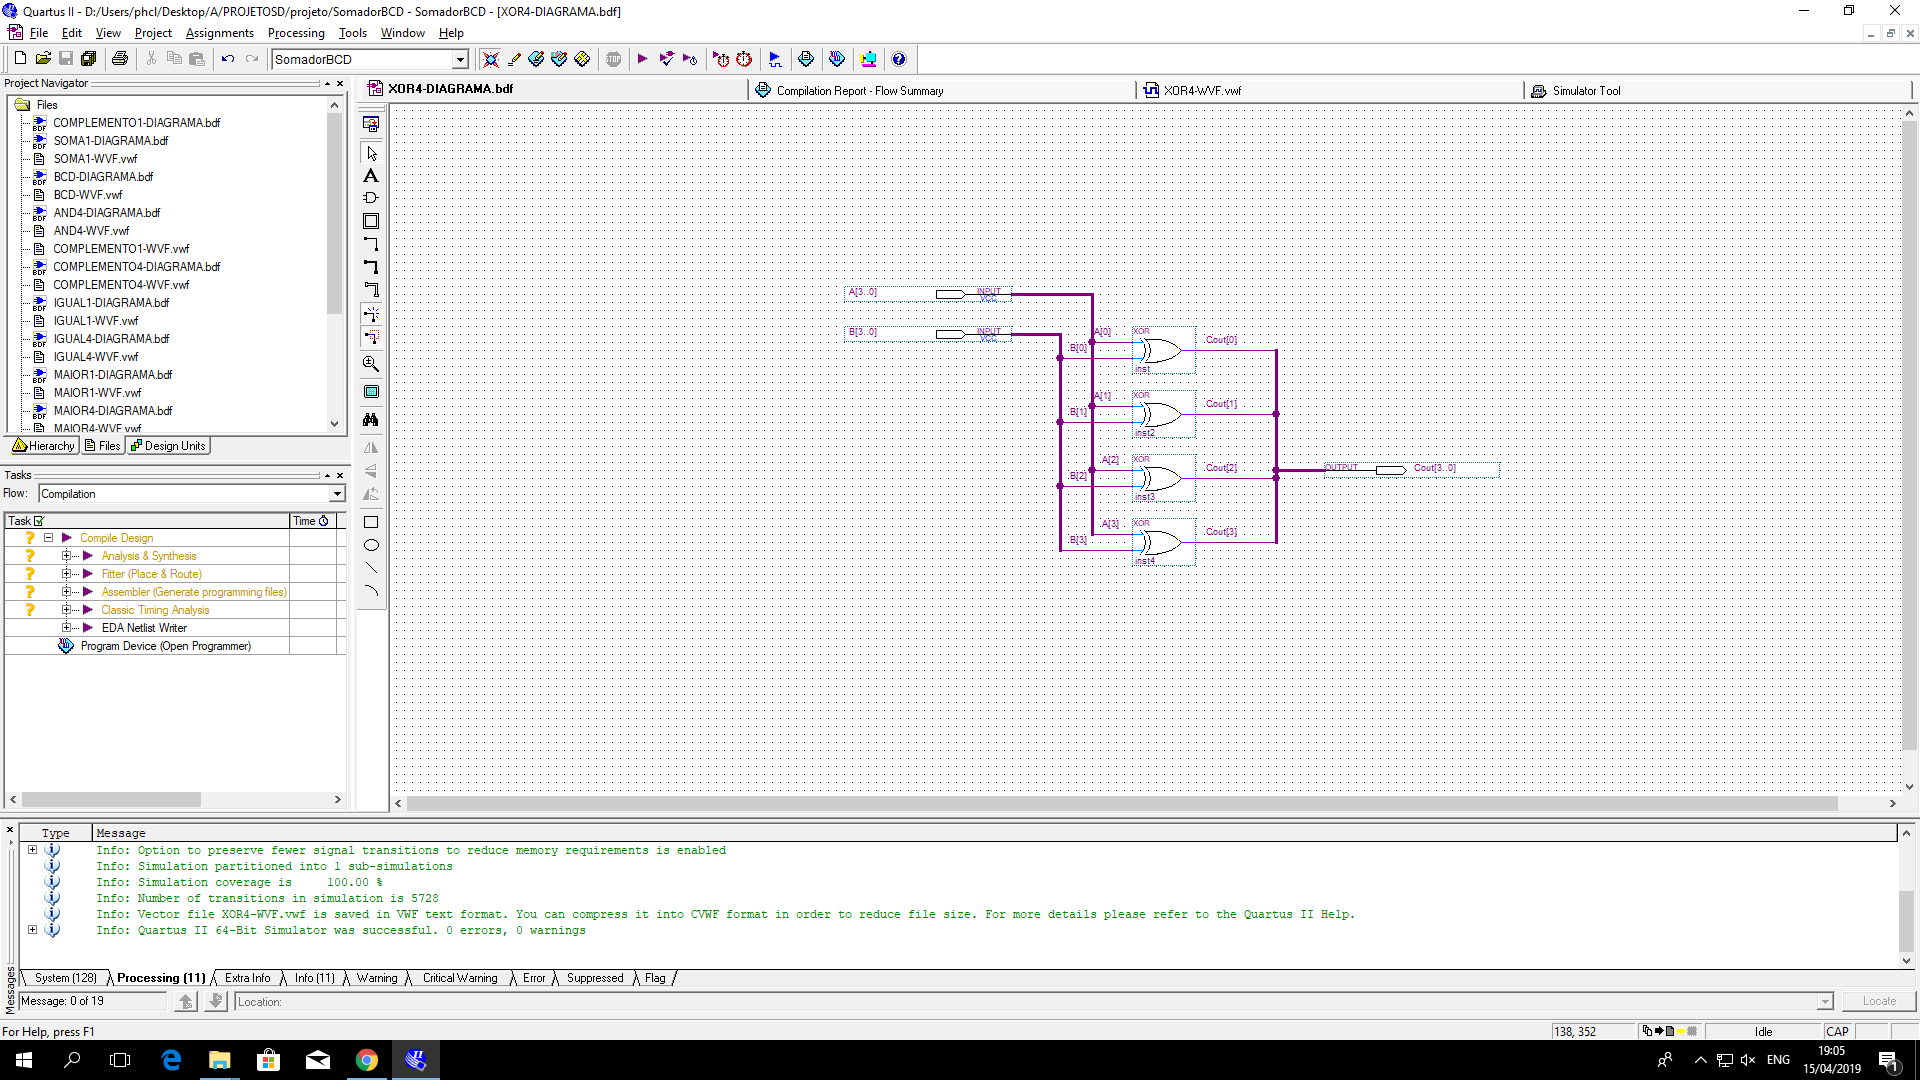 Quartus II - D:/Users/phcl/Desktop/A/PROJETOSD/projeto/SomadorBCD - SomadorBCD - [XOR4-DIAGRAMA.bdf]
File Edit View Project Assignments Processing Tools Window Help
SomadorBCD
STOP
Project Navigator
XOR4-DIAGRAMA.bdf
Compilation Report - Flow Summary
XOR4-WVF.vwf
Simulator Tool
Files
COMPLEMENTO1-DIAGRAMA.bdf
SOMA1-DIAGRAMA.bdf
SOMA1-WVF.vwf
BCD-DIAGRAMA.bdf
BCD-WVF.vwf
AND4-DIAGRAMA.bdf
AND4-WVF.vwf
COMPLEMENTO1-WVF.vwf
COMPLEMENTO4-DIAGRAMA.bdf
COMPLEMENTO4-WVF.vwf
IGUAL1-DIAGRAMA.bdf
IGUAL1-WVF.vwf
IGUAL4-DIAGRAMA.bdf
IGUAL4-WVF.vwf
MAIOR1-DIAGRAMA.bdf
MAIOR1-WVF.vwf
MAIOR4-DIAGRAMA.bdf
MAIOR4-WVF.vwf
Hierarchy Files Design Units
Tasks
Flow: Compilation
Task Time
Compile Design
Analysis & Synthesis
Fitter (Place & Route)
Assembler (Generate programming files)
Classic Timing Analysis
EDA Netlist Writer
Program Device (Open Programmer)
A[3..0] INPUT
VCC
B[3..0] INPUT
VCC
A[0] XOR Cout[0]
B[0]
inst
A[1] XOR Cout[1]
B[1]
inst2
A[2] XOR Cout[2]
B[2]
inst3
A[3] XOR Cout[3]
B[3]
inst4
OUTPUT Cout[3..0]
Type Message
Info: Option to preserve fewer signal transitions to reduce memory requirements is enabled
Info: Simulation partitioned into 1 sub-simulations
Info: Simulation coverage is 100.00 %
Info: Number of transitions in simulation is 5728
Info: Vector file XOR4-WVF.vwf is saved in VWF text format. You can compress it into CVWF format in order to reduce file size. For more details please refer to the Quartus II Help.
Info: Quartus II 64-Bit Simulator was successful. 0 errors, 0 warnings
Messages
System (128) Processing (11) Extra Info Info (11) Warning Critical Warning Error Suppressed Flag
Message: 0 of 19 Location: Locate
For Help, press F1 138, 352 Idle CAP
ENG 19:05
15/04/2019
1